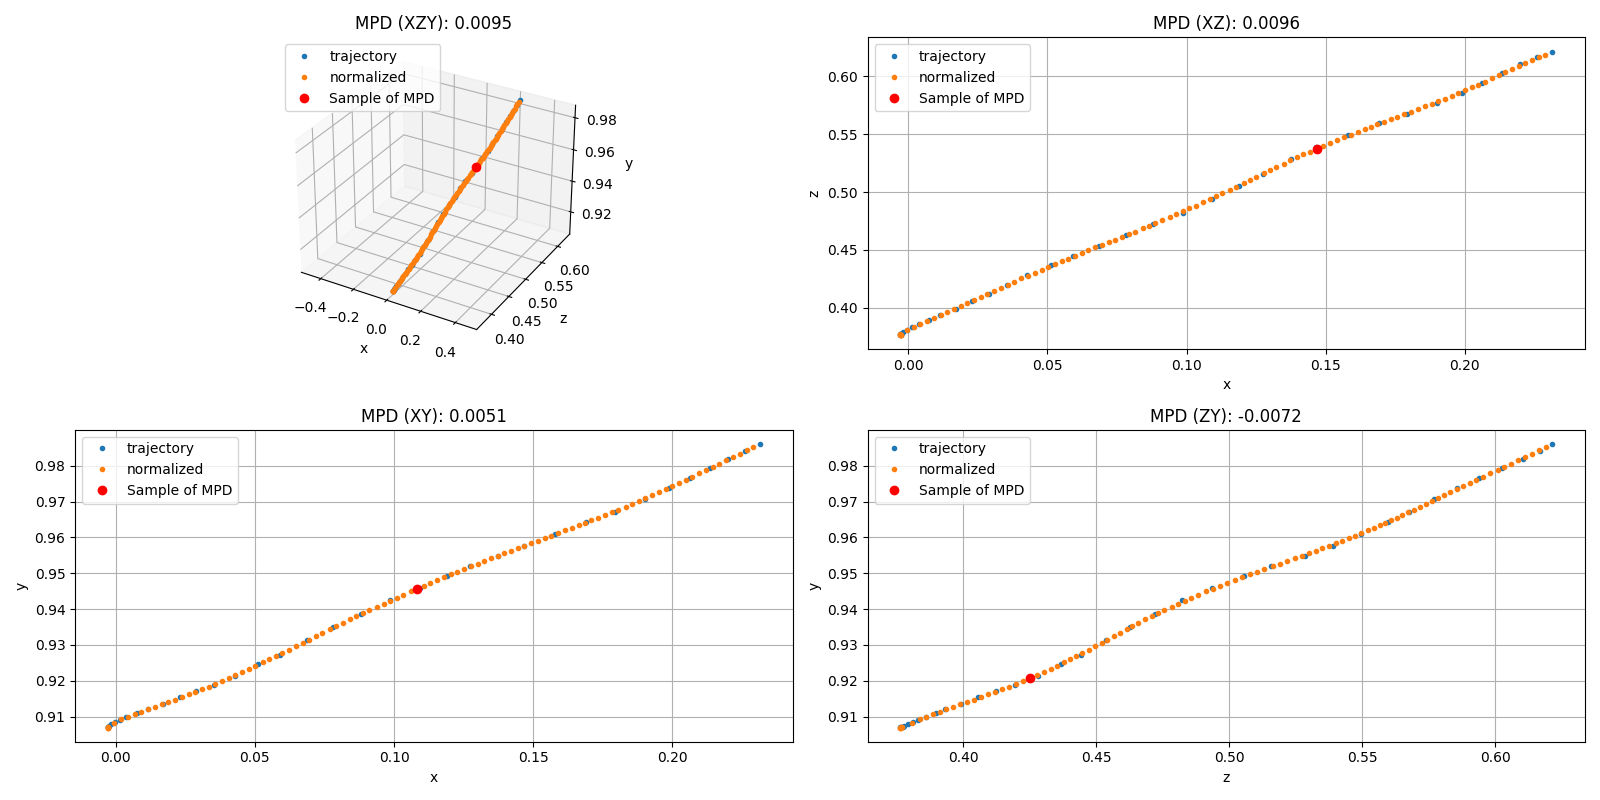 MPD (XZY): 0.0095
trajectory
normalized
Sample of MPD
0.98
0.96
0.94
0.92
y
0.60
0.55
0.50
0.45
0.40
z
−0.4
−0.2
0.0
0.2
0.4
x
MPD (XZ): 0.0096
trajectory
normalized
Sample of MPD
0.60
0.55
0.50
0.45
0.40
z
0.00 0.05 0.10 0.15 0.20
x
MPD (XY): 0.0051
trajectory
normalized
Sample of MPD
0.98
0.97
0.96
0.95
0.94
0.93
0.92
0.91
y
0.00 0.05 0.10 0.15 0.20
x
MPD (ZY): -0.0072
trajectory
normalized
Sample of MPD
0.98
0.97
0.96
0.95
0.94
0.93
0.92
0.91
y
0.40 0.45 0.50 0.55 0.60
z